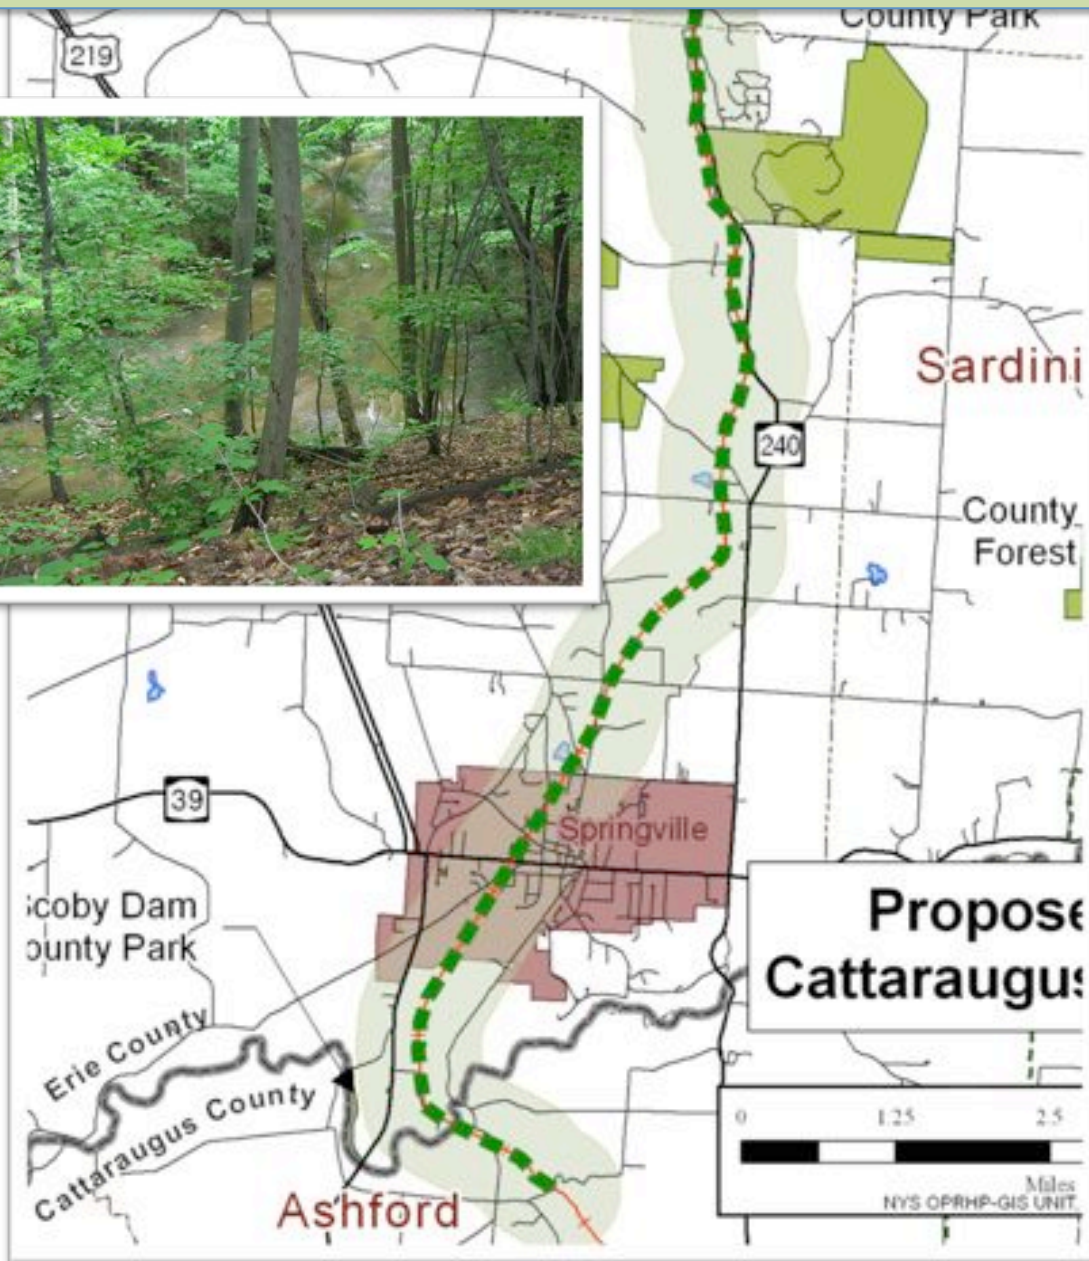 County Park
219
Sardini
240
County
Forest
39
Springville
Scoby Dam
ounty Park
Propose
Cattaraugus
Erie County
Cattaraugus County
0 1.25 2.5
Miles
NYS OPRHP-GIS UNIT,
Ashford